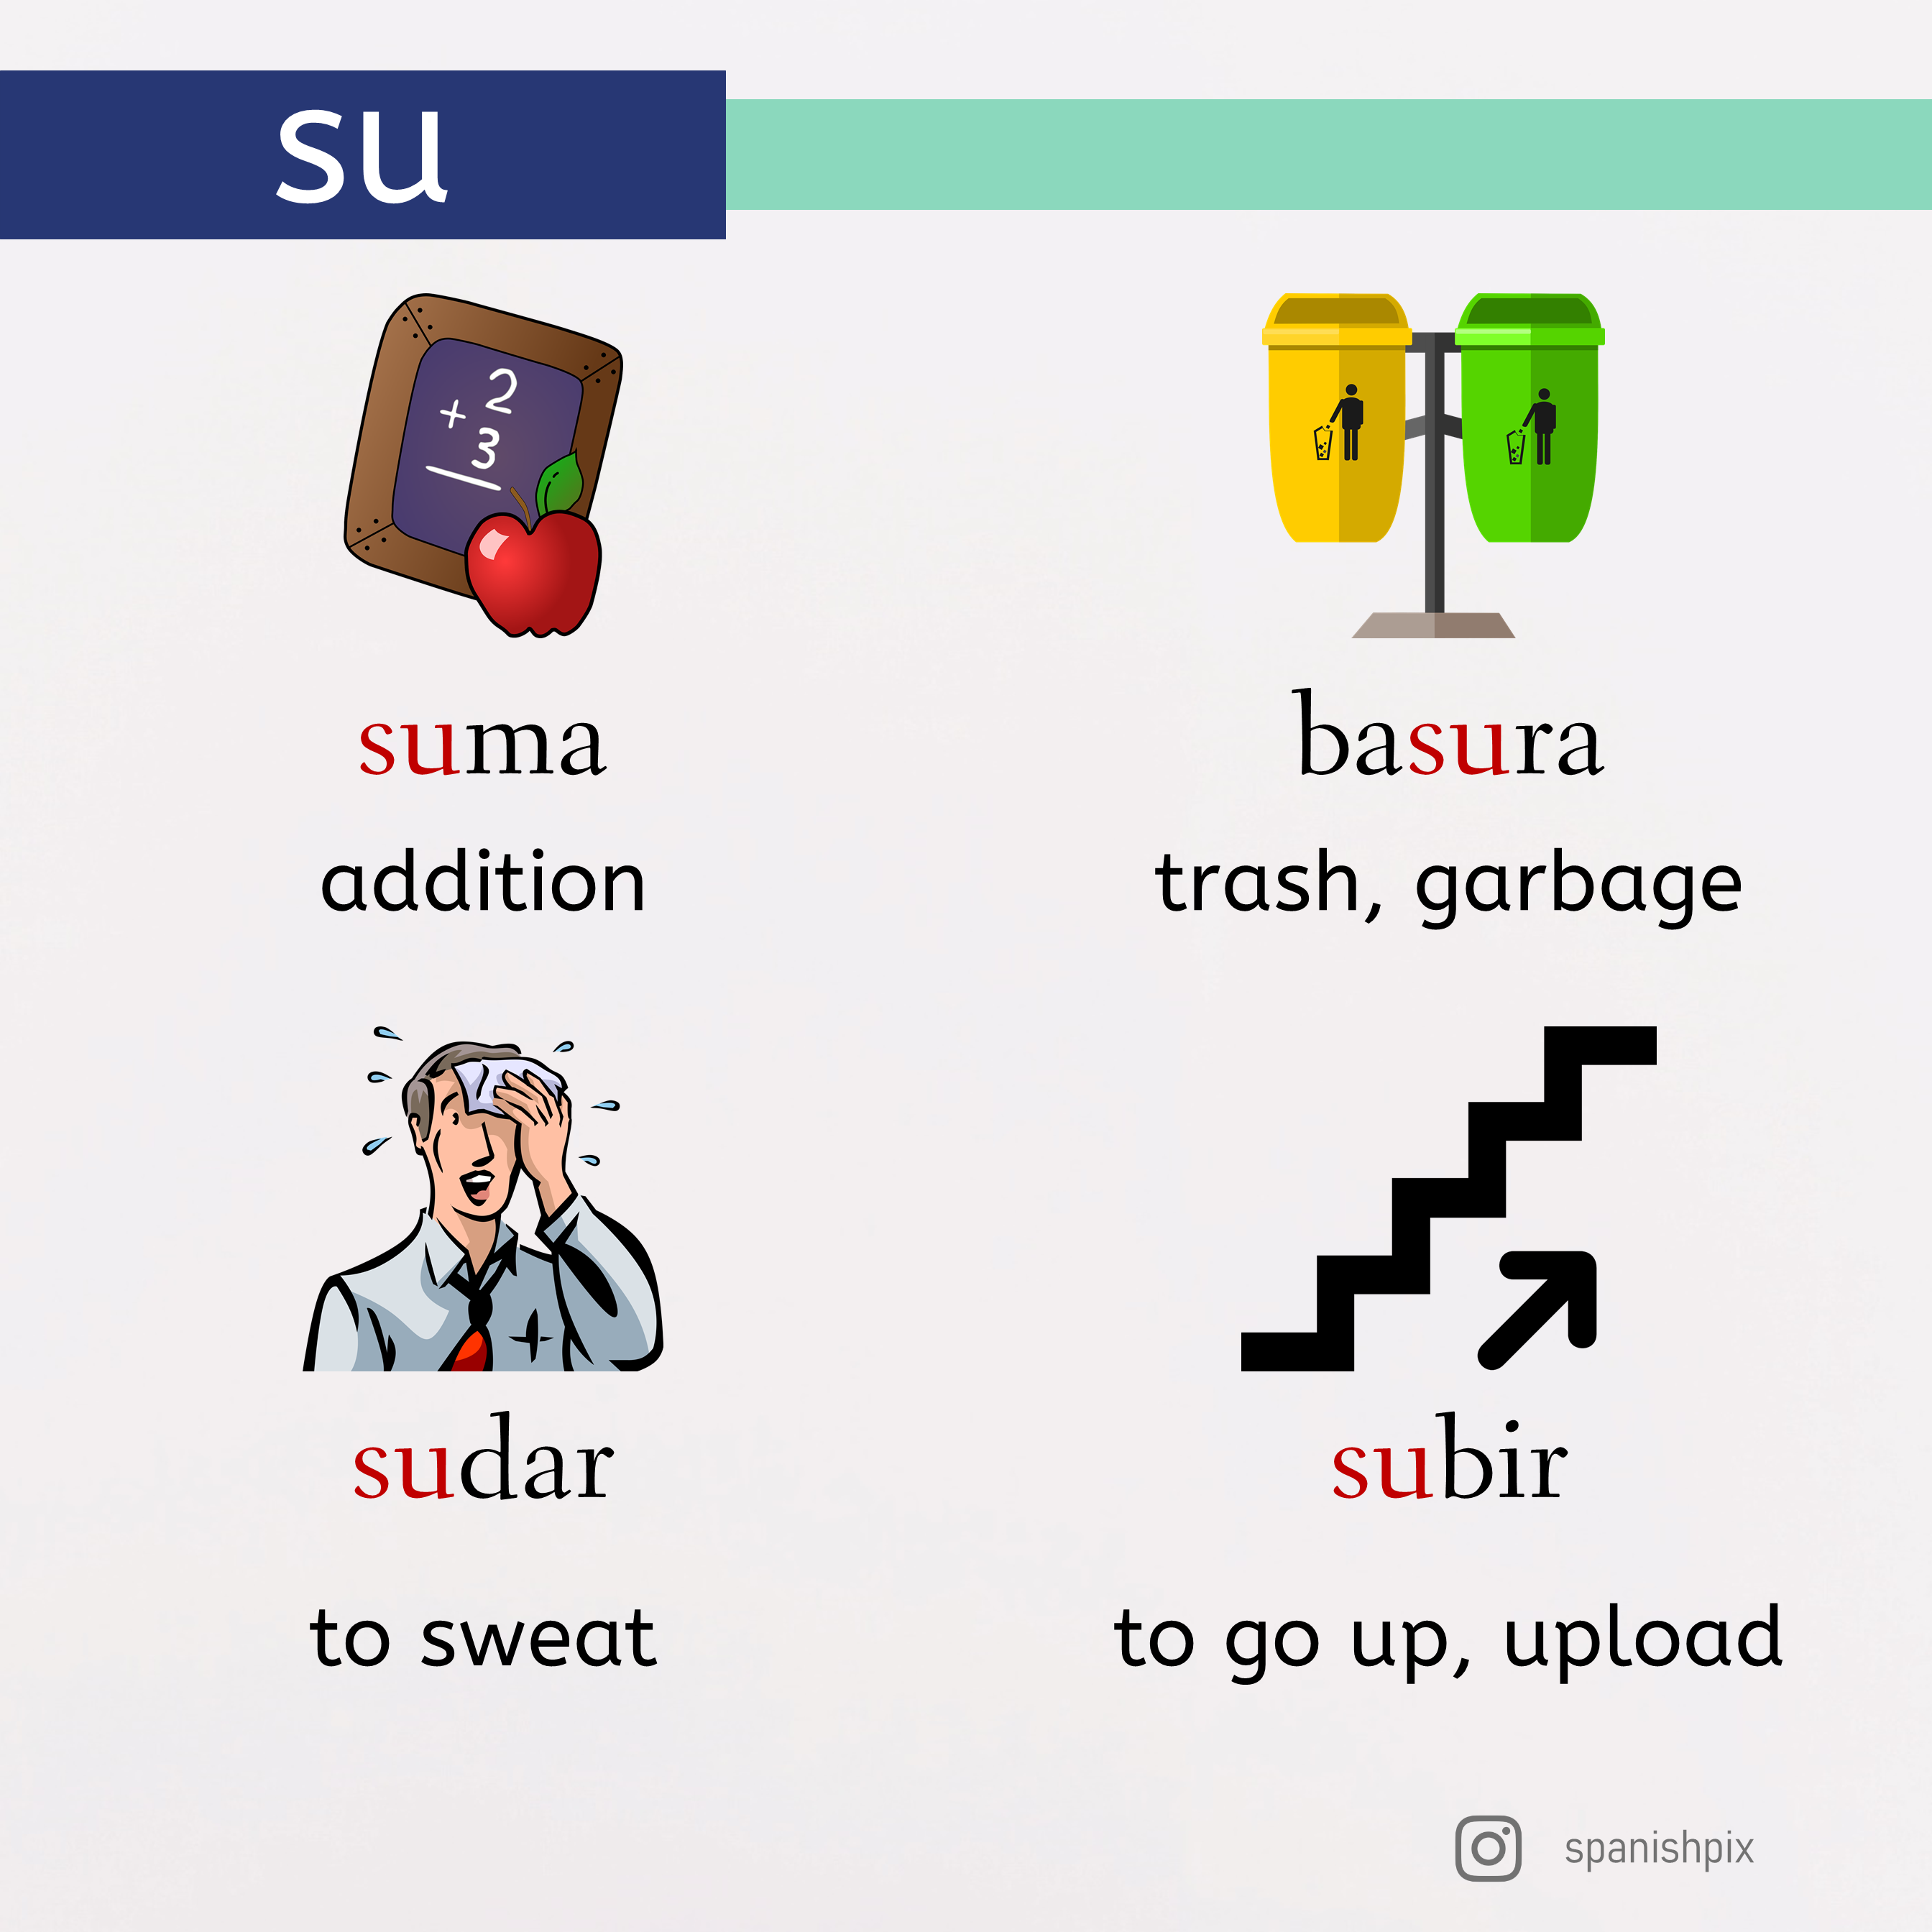 su
2
+
3
suma
addition
basura
trash, garbage
sudar
to sweat
subir
to go up, upload
spanishpix